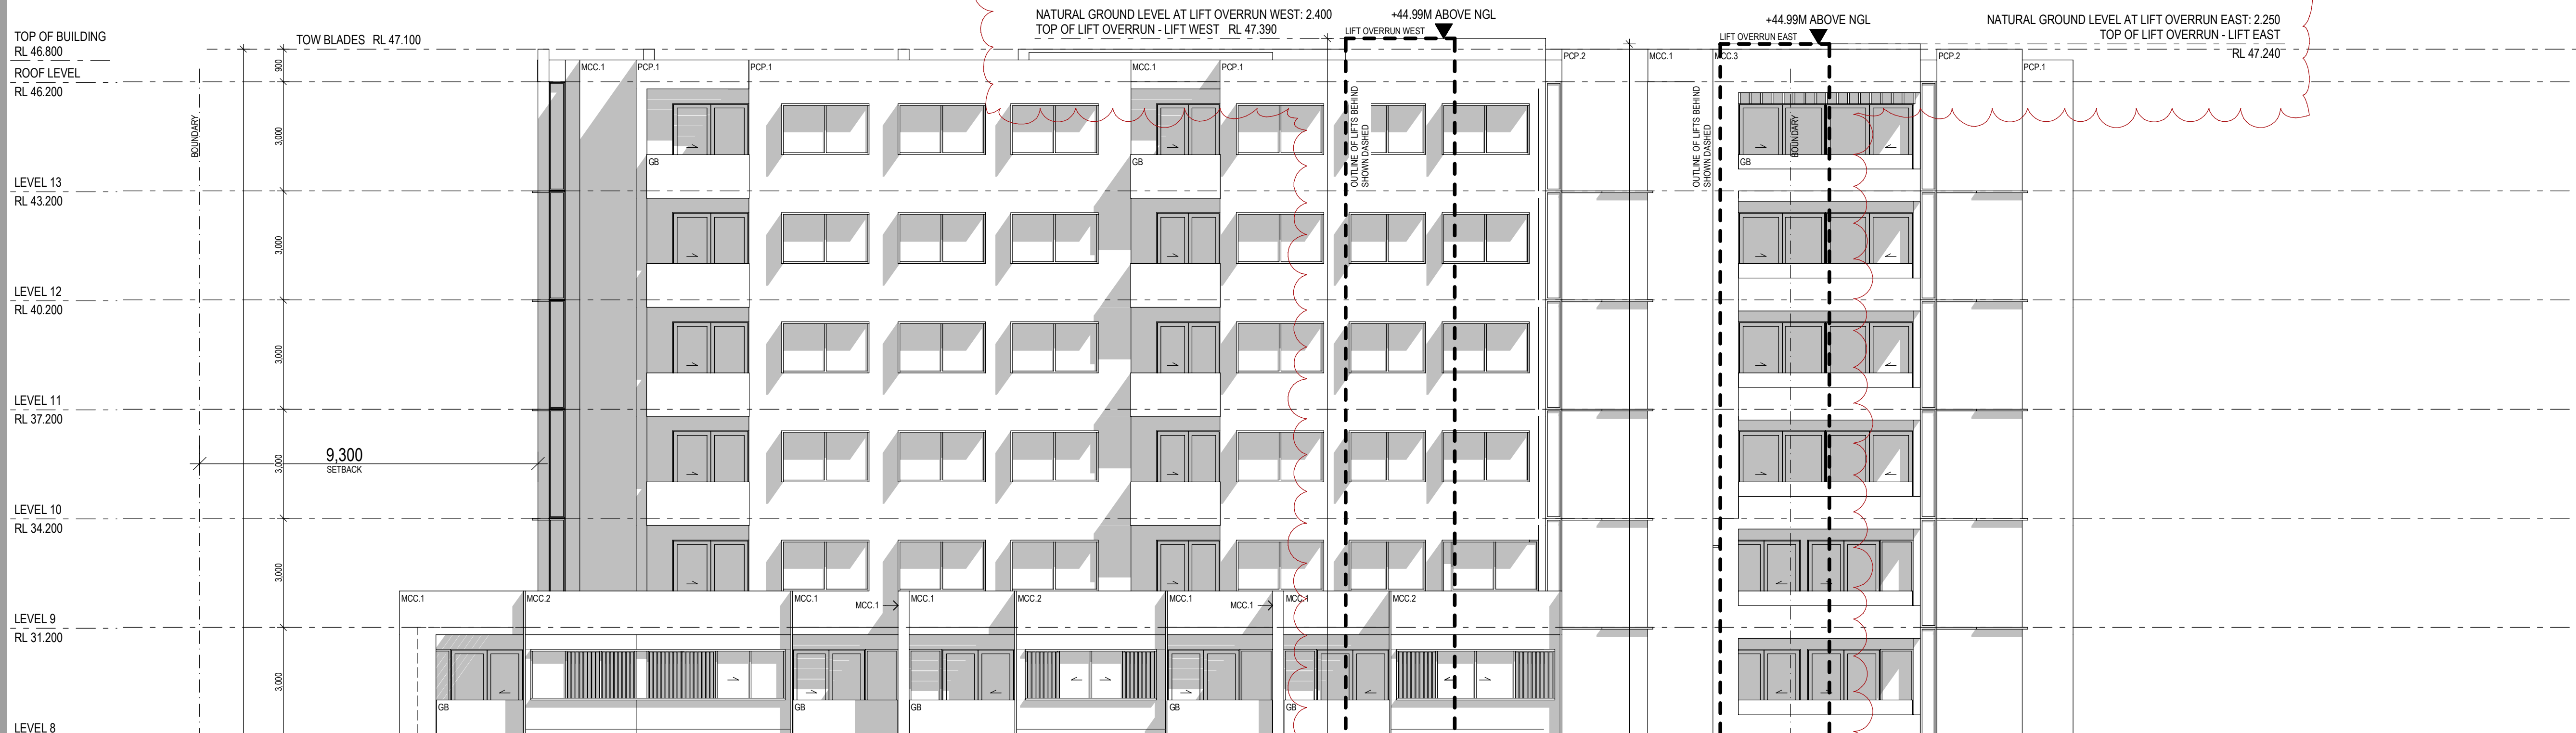 NATURAL GROUND LEVEL AT LIFT OVERRUN WEST: 2.400
TOP OF LIFT OVERRUN - LIFT WEST RL 47.390
+44.99M ABOVE NGL
LIFT OVERRUN WEST
+44.99M ABOVE NGL
LIFT OVERRUN EAST
NATURAL GROUND LEVEL AT LIFT OVERRUN EAST: 2.250
TOP OF LIFT OVERRUN - LIFT EAST
RL 47.240
TOP OF BUILDING
RL 46.800
TOW BLADES RL 47.100
ROOF LEVEL
RL 46.200
900
MCC.1
PCP.1
PCP.1
MCC.1
PCP.1
PCP.2
MCC.1
MCC.3
PCP.2
PCP.1
BOUNDARY
3,000
OUTLINE OF LIFTS BEHIND
SHOWN DASHED
OUTLINE OF LIFTS BEHIND
SHOWN DASHED
BOUNDARY
GB
GB
GB
LEVEL 13
RL 43.200
3,000
LEVEL 12
RL 40.200
3,000
LEVEL 11
RL 37.200
9,300
SETBACK
3,000
LEVEL 10
RL 34.200
3,000
MCC.1
MCC.2
MCC.1
MCC.1
MCC.1
MCC.2
MCC.1
MCC.1
MCC.1
MCC.2
LEVEL 9
RL 31.200
3,000
GB
GB
GB
GB
GB
LEVEL 8